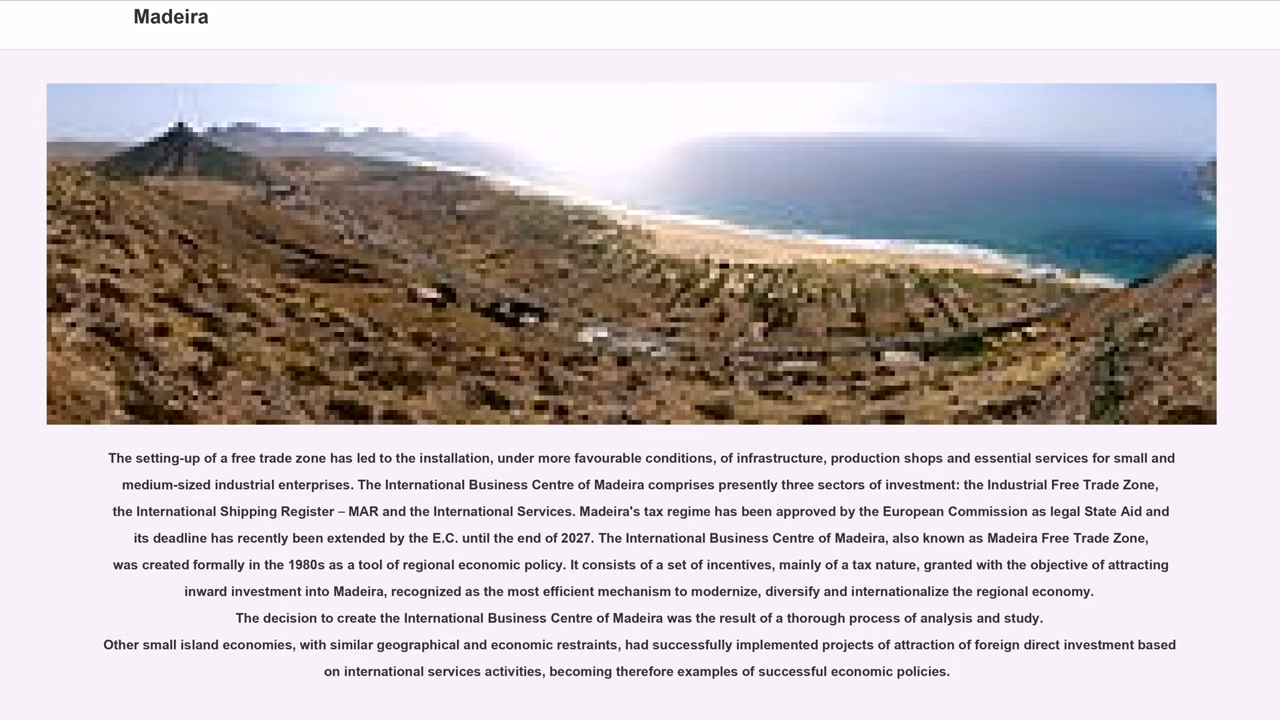 Madeira
The setting-up of a free trade zone has led to the installation, under more favourable conditions, of infrastructure, production shops and essential services for small and
medium-sized industrial enterprises. The International Business Centre of Madeira comprises presently three sectors of investment: the Industrial Free Trade Zone,
the International Shipping Register – MAR and the International Services. Madeira's tax regime has been approved by the European Commission as legal State Aid and
its deadline has recently been extended by the E.C. until the end of 2027. The International Business Centre of Madeira, also known as Madeira Free Trade Zone,
was created formally in the 1980s as a tool of regional economic policy. It consists of a set of incentives, mainly of a tax nature, granted with the objective of attracting
inward investment into Madeira, recognized as the most efficient mechanism to modernize, diversify and internationalize the regional economy.
The decision to create the International Business Centre of Madeira was the result of a thorough process of analysis and study.
Other small island economies, with similar geographical and economic restraints, had successfully implemented projects of attraction of foreign direct investment based
on international services activities, becoming therefore examples of successful economic policies.